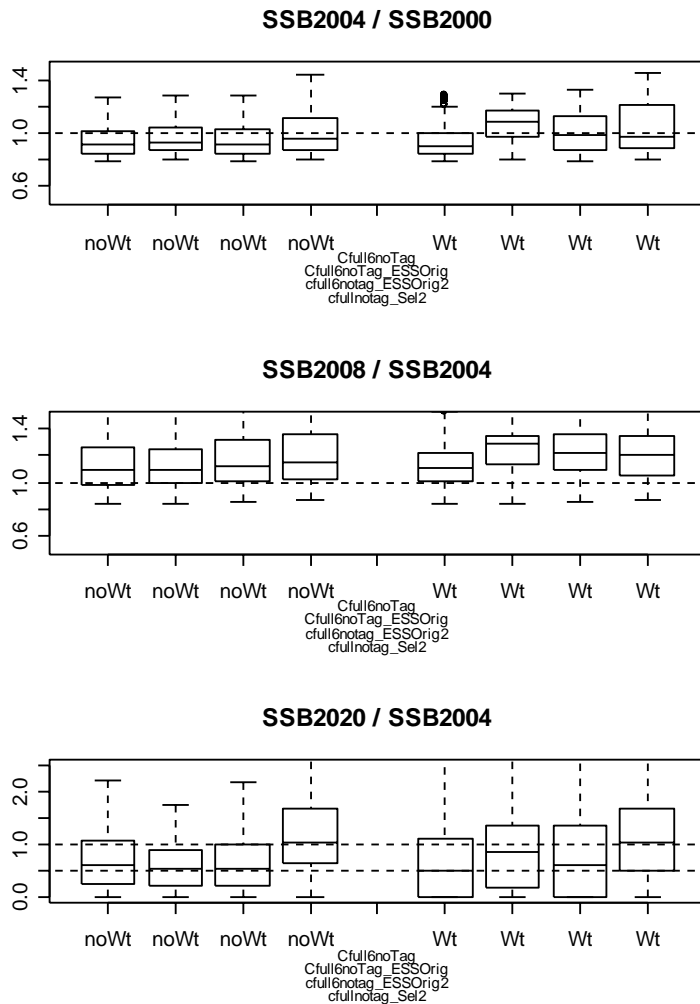 SSB2004 / SSB2000
1.4
1.0
0.6
noWt noWt noWt noWt Wt Wt Wt Wt
Cfull6noTag
Cfull6noTag_ESSOrig
cfull6notag_ESSOrig2
cfullnotag_Sel2
SSB2008 / SSB2004
1.4
1.0
0.6
noWt noWt noWt noWt Wt Wt Wt Wt
Cfull6noTag
Cfull6noTag_ESSOrig
cfull6notag_ESSOrig2
cfullnotag_Sel2
SSB2020 / SSB2004
2.0
1.0
0.0
noWt noWt noWt noWt Wt Wt Wt Wt
Cfull6noTag
Cfull6noTag_ESSOrig
cfull6notag_ESSOrig2
cfullnotag_Sel2